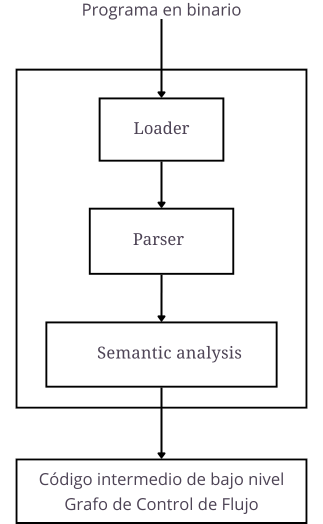 Programa en binario
Loader
Parser
Semantic analysis
Código intermedio de bajo nivel
Grafo de Control de Flujo